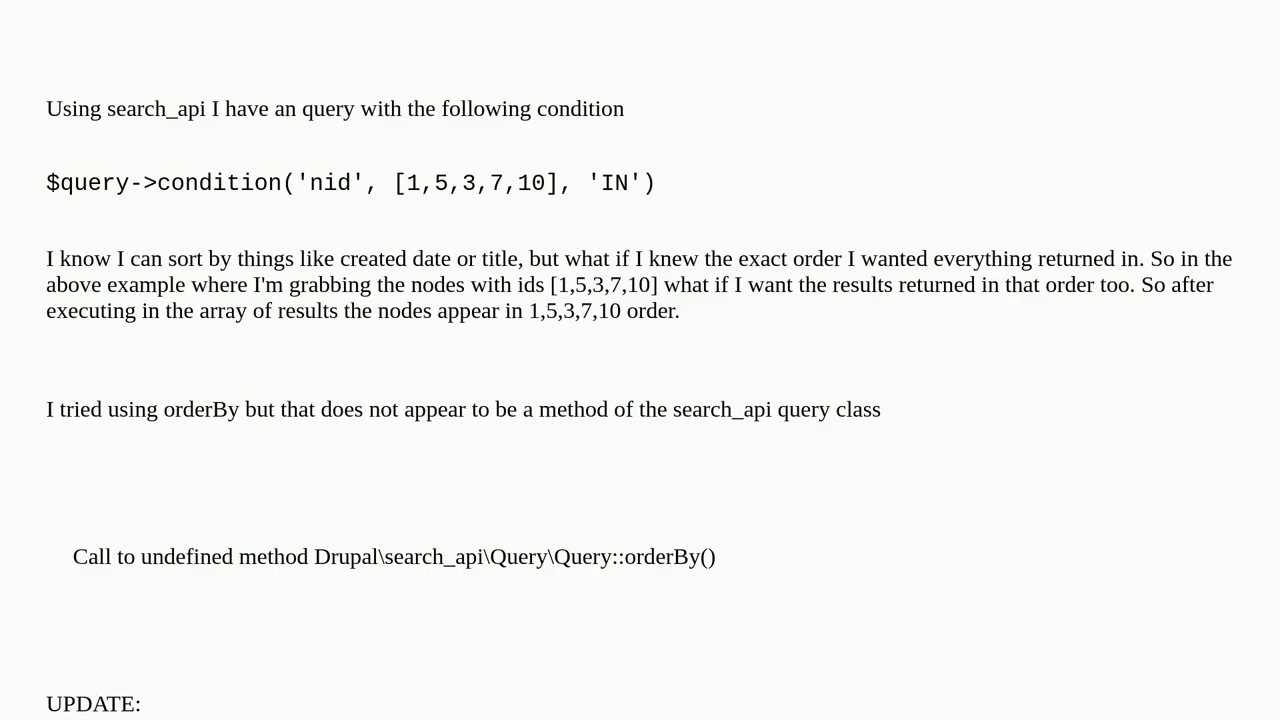 Using search_api I have an query with the following condition
$query->condition('nid', [1,5,3,7,10], 'IN')
I know I can sort by things like created date or title, but what if I knew the exact order I wanted everything returned in. So in the
above example where I'm grabbing the nodes with ids [1,5,3,7,10] what if I want the results returned in that order too. So after
executing in the array of results the nodes appear in 1,5,3,7,10 order.
I tried using orderBy but that does not appear to be a method of the search_api query class
Call to undefined method Drupal\search_api\Query\Query::orderBy()
UPDATE: